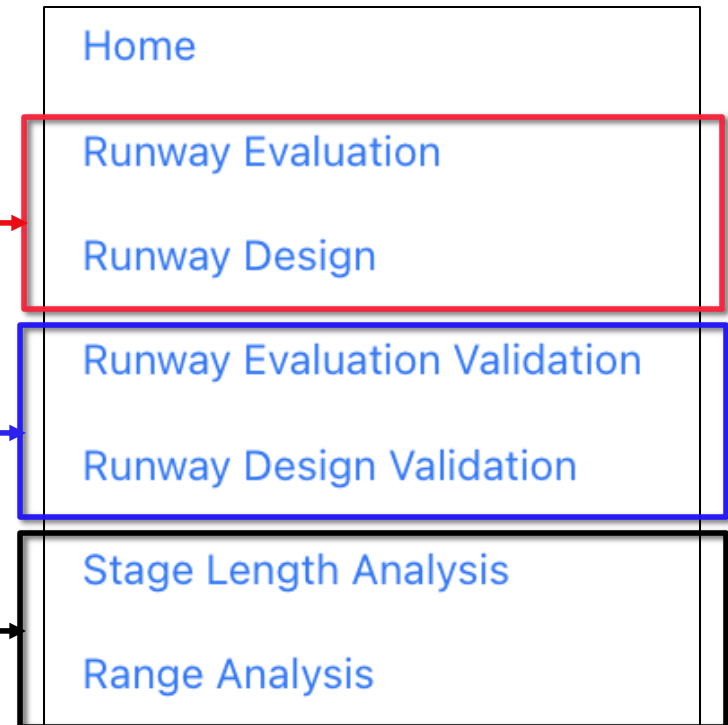 Home
Runway Evaluation
Runway Design
Runway Evaluation Validation
Runway Design Validation
Stage Length Analysis
Range Analysis